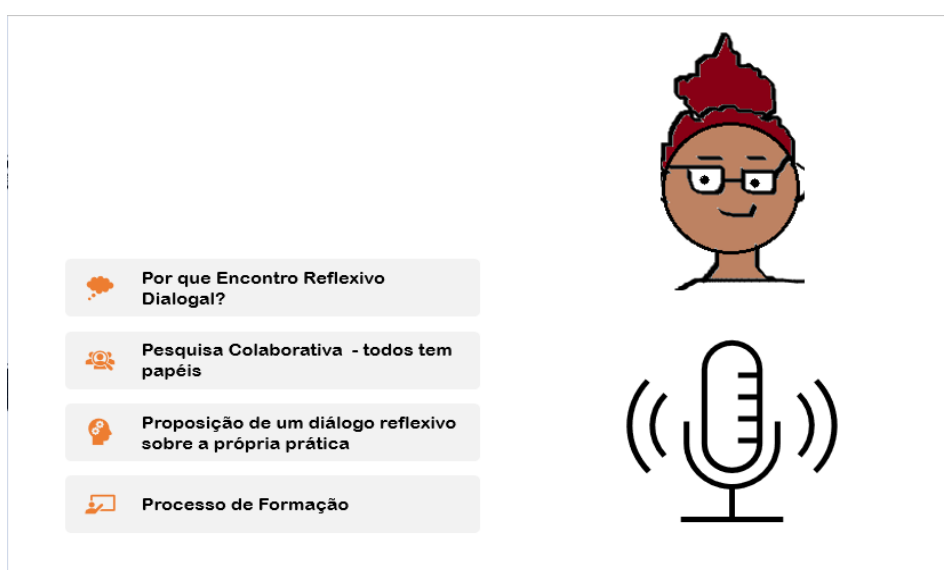 Por que Encontro Reflexivo
Dialogal?
Pesquisa Colaborativa - todos tem
papéis
Proposição de um diálogo reflexivo
sobre a própria prática
Processo de Formação